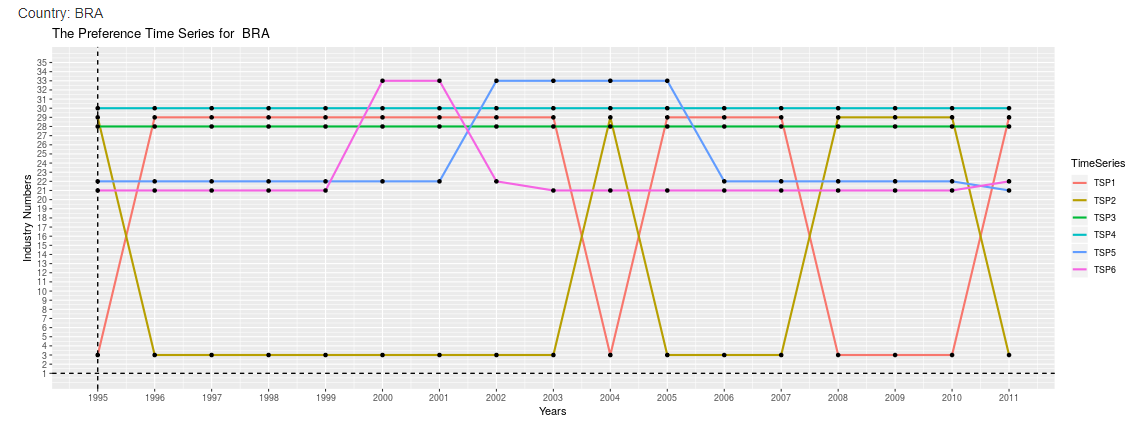 Country: BRA
The Preference Time Series for BRA
Industry Numbers
35
34
33
32
31
30
29
28
27
26
25
24
23
22
21
20
19
18
17
16
15
14
13
12
11
10
9
8
7
6
5
4
3
2
1
1995 1996 1997 1998 1999 2000 2001 2002 2003 2004 2005 2006 2007 2008 2009 2010 2011
Years
TimeSeries
TSP1
TSP2
TSP3
TSP4
TSP5
TSP6